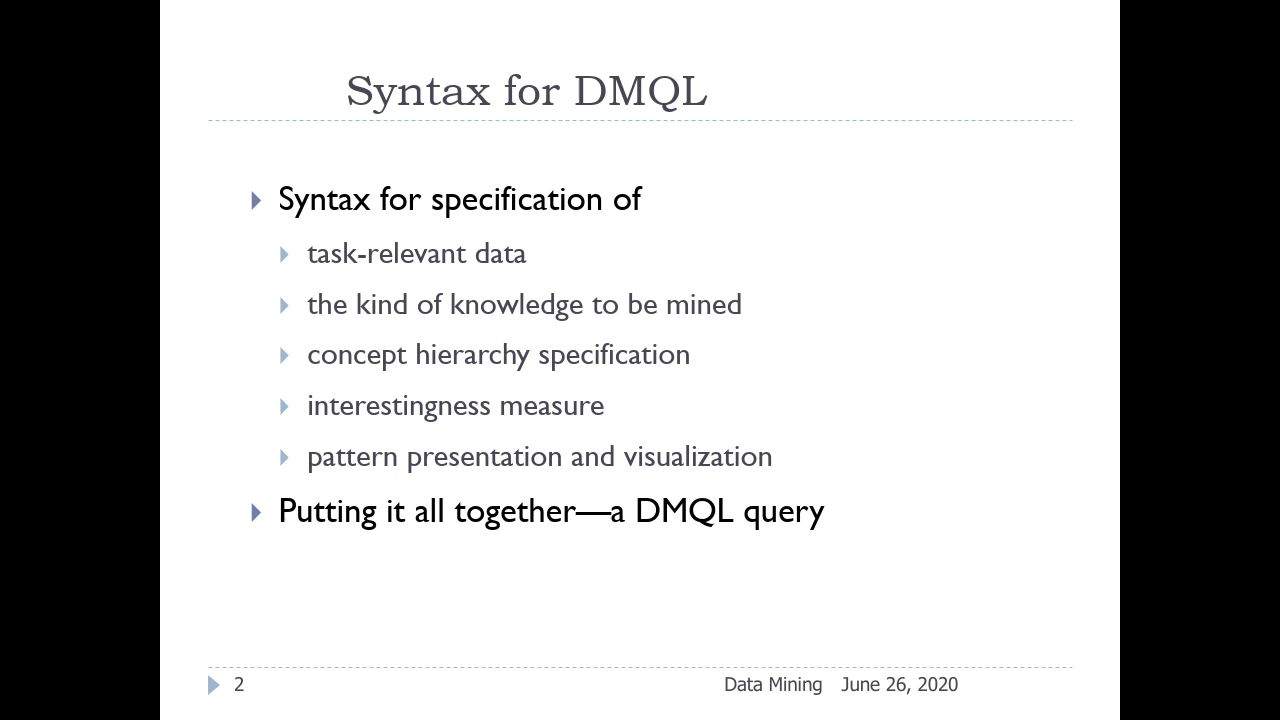 Syntax for DMQL
Syntax for specification of
task-relevant data
the kind of knowledge to be mined
concept hierarchy specification
interestingness measure
pattern presentation and visualization
Putting it all together—a DMQL query
2 Data Mining June 26, 2020